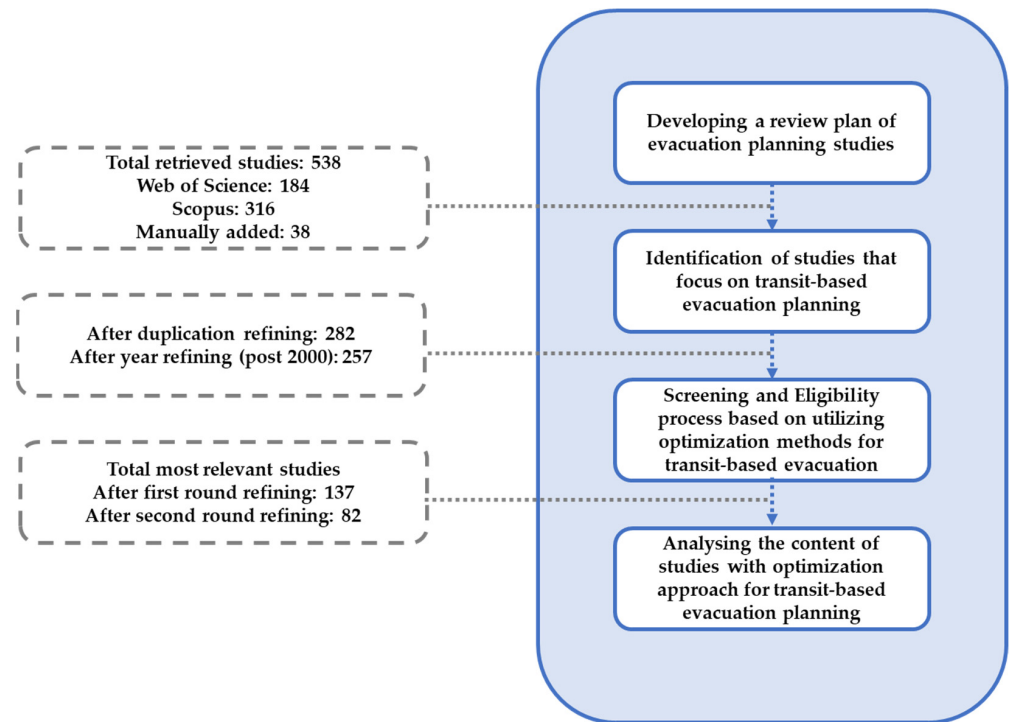 Developing a review plan of
evacuation planning studies
Total retrieved studies: 538
Web of Science: 184
Scopus: 316
Manually added: 38
Identification of studies that
focus on transit-based
evacuation planning
After duplication refining: 282
After year refining (post 2000): 257
Screening and Eligibility
process based on utilizing
optimization methods for
transit-based evacuation
Total most relevant studies
After first round refining: 137
After second round refining: 82
Analysing the content of
studies with optimization
approach for transit-based
evacuation planning